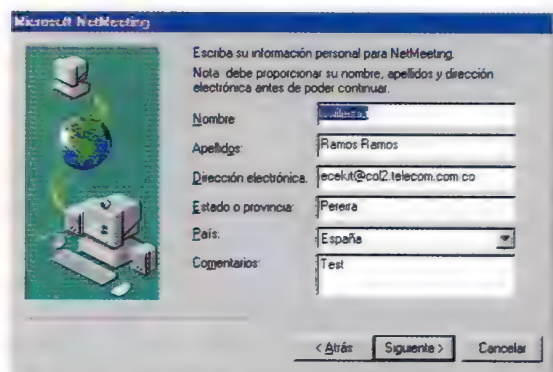 Microsoft NetMeeting
Escriba su información personal para NetMeeting.
Nota debe proporcionar su nombre, apellidos y dirección
electrónica antes de poder continuar.
Nombre
Apellidos: Ramos Ramos
Dirección electrónica. ecekit@col2.telecom.com.co
Estado o provincia: Pereira
País: España
Comentarios: Test
< Atrás Siguiente > Cancelar